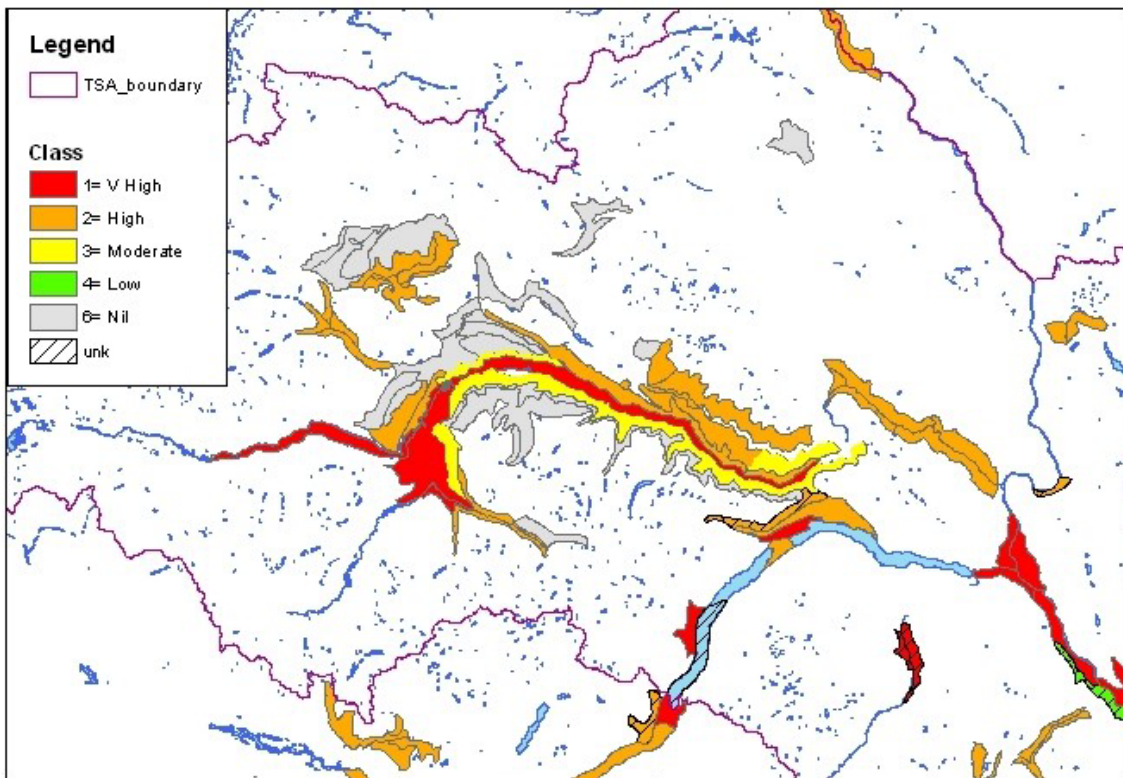 Legend
TSA_boundary
Class
1= V High
2= High
3= Moderate
4= Low
6= Nil
unk